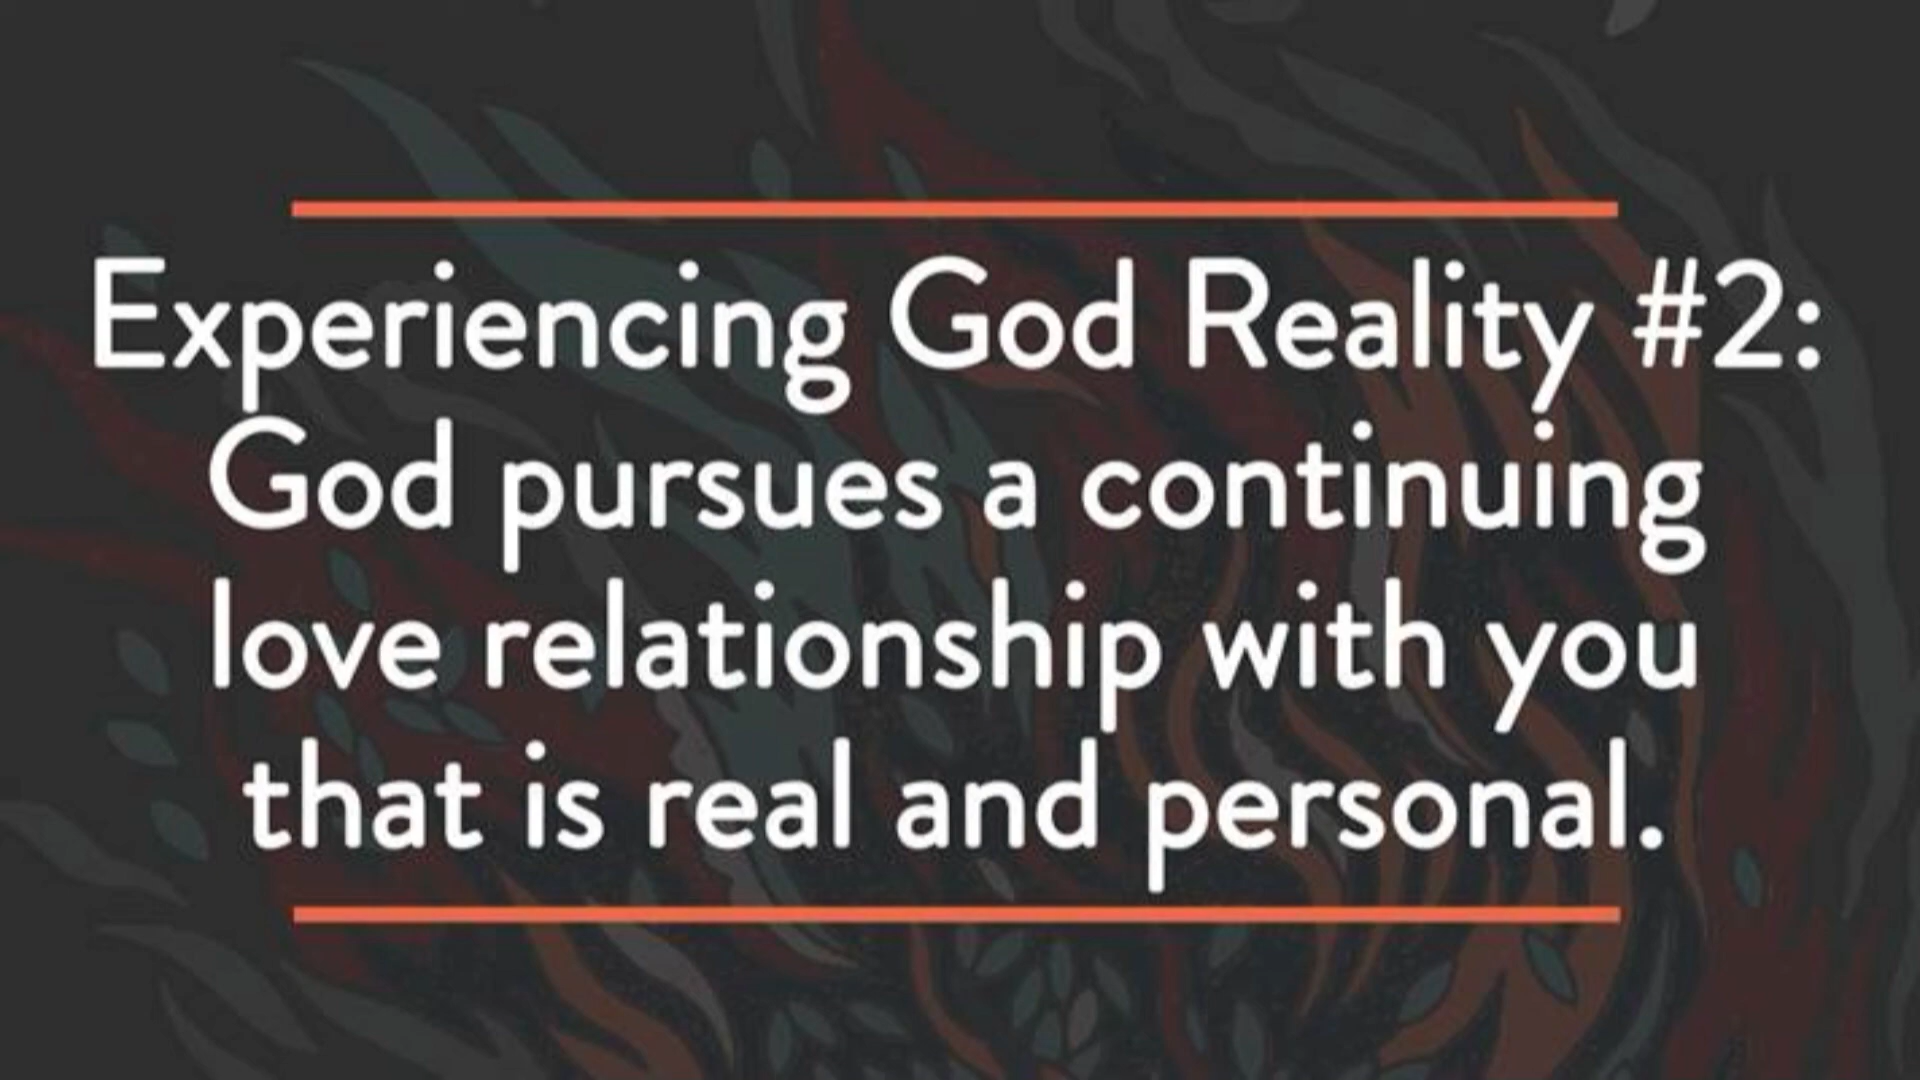 Experiencing God Reality #2:
God pursues a continuing
love relationship with you
that is real and personal.